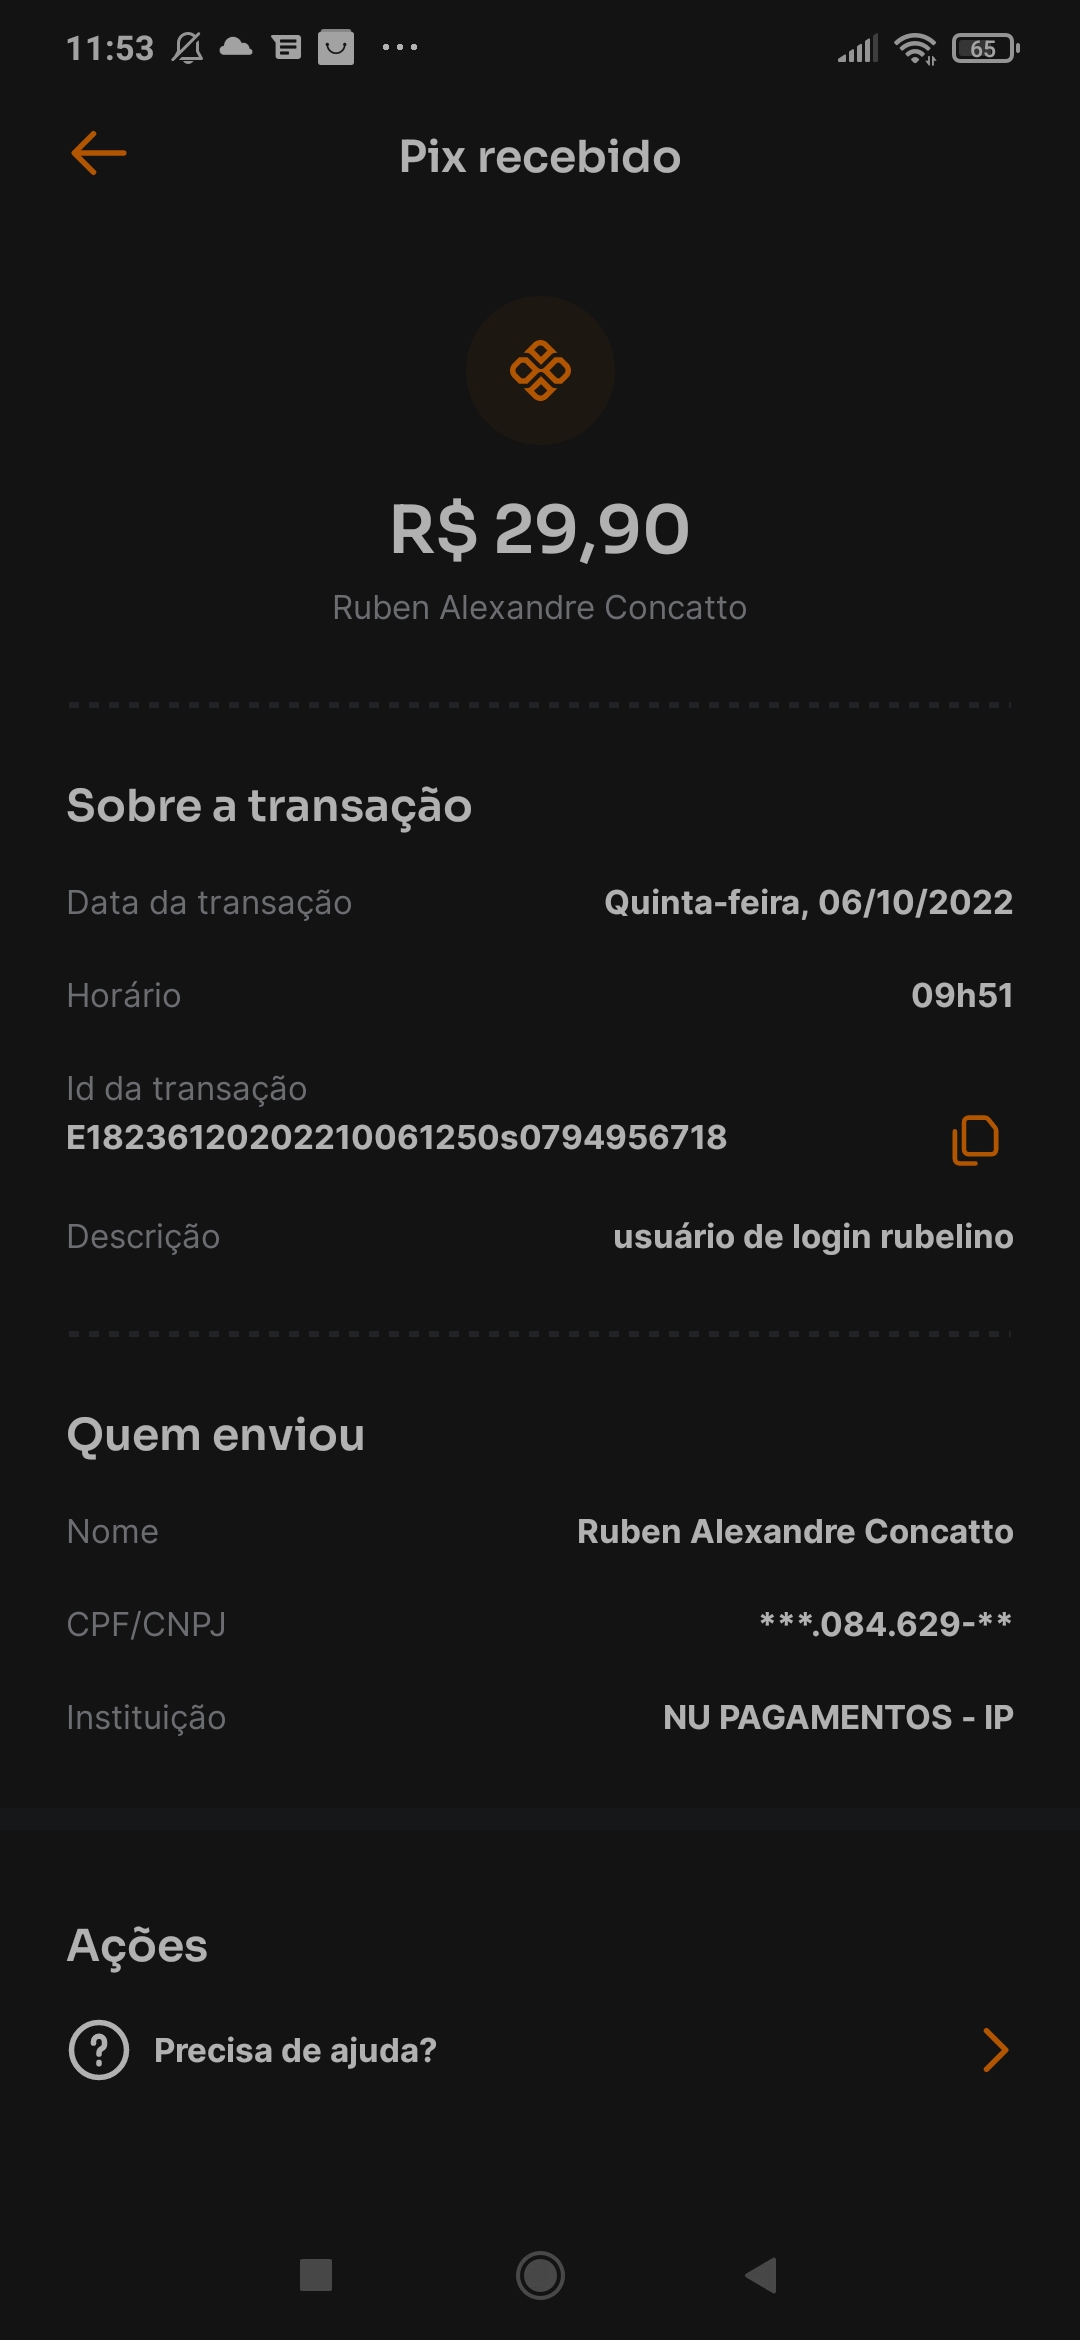 11:53
65
Pix recebido
R$ 29,90
Ruben Alexandre Concatto
Sobre a transação
Data da transação Quinta-feira, 06/10/2022
Horário 09h51
Id da transação
E18236120202210061250s0794956718
Descrição usuário de login rubelino
Quem enviou
Nome Ruben Alexandre Concatto
CPF/CNPJ ***.084.629-**
Instituição NU PAGAMENTOS - IP
Ações
Precisa de ajuda?